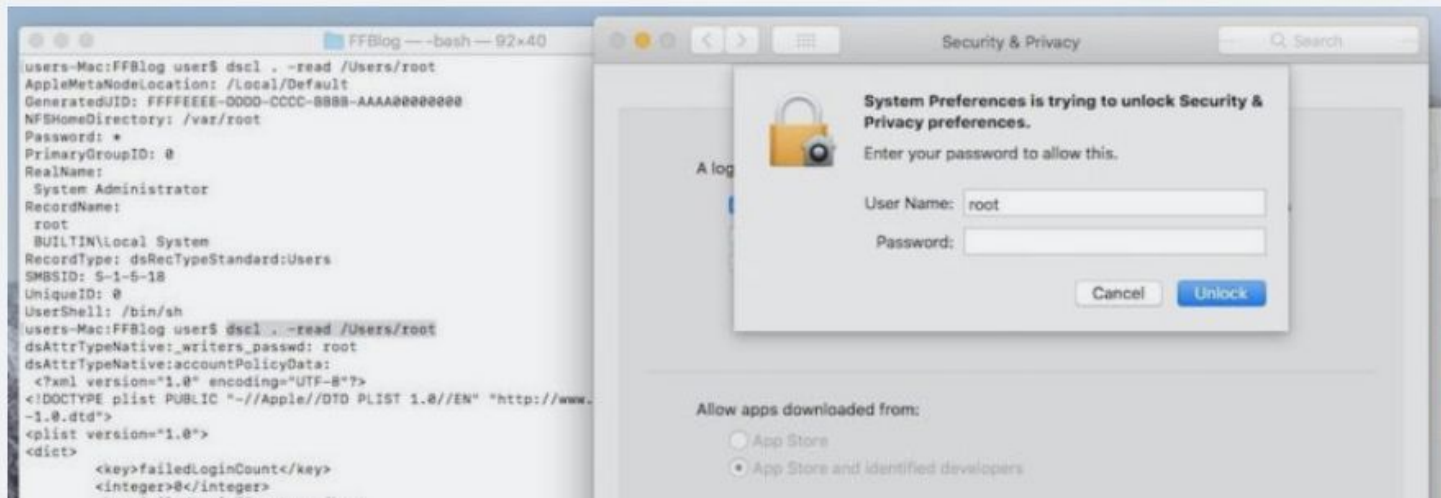 FFBlog — -bash — 92×40
users-Mac:FFBlog user$ dscl . -read /Users/root
AppleMetaNodeLocation: /Local/Default
GeneratedUID: FFFFEEEE-DDDD-CCCC-BBBB-AAAA00000000
NFSHomeDirectory: /var/root
Password: *
PrimaryGroupID: 0
RealName:
System Administrator
RecordName:
root
BUILTIN\Local System
RecordType: dsRecTypeStandard:Users
SMBSID: S-1-5-18
UniqueID: 0
UserShell: /bin/sh
users-Mac:FFBlog user$ dscl . -read /Users/root
dsAttrTypeNative:_writers_passwd: root
dsAttrTypeNative:accountPolicyData:
<?xml version="1.0" encoding="UTF-8"?>
<!DOCTYPE plist PUBLIC "-//Apple//DTD PLIST 1.0//EN" "http://www.
-1.0.dtd">
<plist version="1.0">
<dict>
<key>failedLoginCount</key>
<integer>0</integer>
Security & Privacy
Search
System Preferences is trying to unlock Security &
Privacy preferences.
Enter your password to allow this.
A log
User Name: root
Password:
Cancel
Unlock
Allow apps downloaded from:
App Store
App Store and identified developers